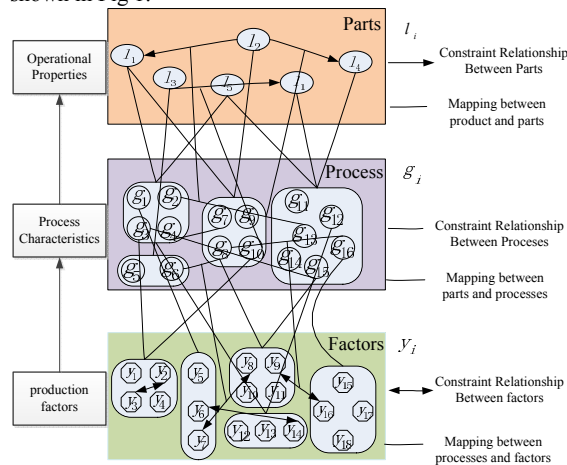 shown in Fig 1.
Parts
l i
Operational
Properties
l1
l2
l3
l4
l5
l1
Constraint Relationship
Between Parts
Mapping between
product and parts
Process
g i
g1
g2
g3
g4
g5
g6
g7
g9
g8
g10
g11
g12
g13
g14
g15
g16
Process
Characteristics
Constraint Relationship
Between Proceses
Mapping between
parts and processes
Factors
y i
y1
y2
y3
y4
y5
y6
y7
y8
y9
y10
y11
y12
y13
y14
y15
y16
y17
y18
production
factors
Constraint Relationship
Between factors
Mapping between
processes and factors